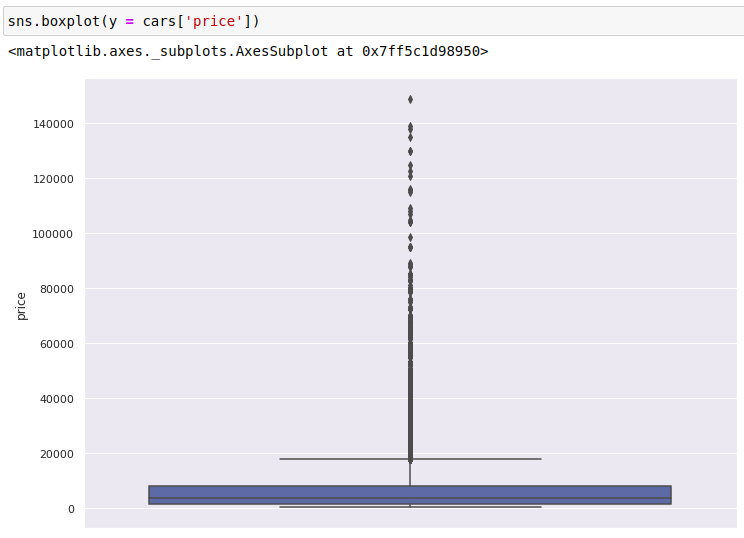 sns.boxplot(y = cars['price'])
<matplotlib.axes._subplots.AxesSubplot at 0x7ff5c1d98950>
140000
120000
100000
80000
60000
40000
20000
0
price